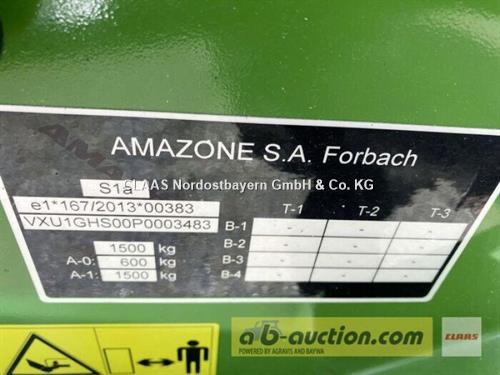 AMAZONE S.A. Forbach
S1a
CLAAS Nordostbayern GmbH & Co. KG
e1*167/2013*00383
VXU1GHS00P0003483
T-1 T-2 T-3
B-1 - - -
B-2 - - -
B-3 - - -
B-4 - - -
1500 kg
A-0: 600 kg
A-1: 1500 kg
ab-auction.com
POWERED BY AGRAVIS AND BAYWA
CLAAS